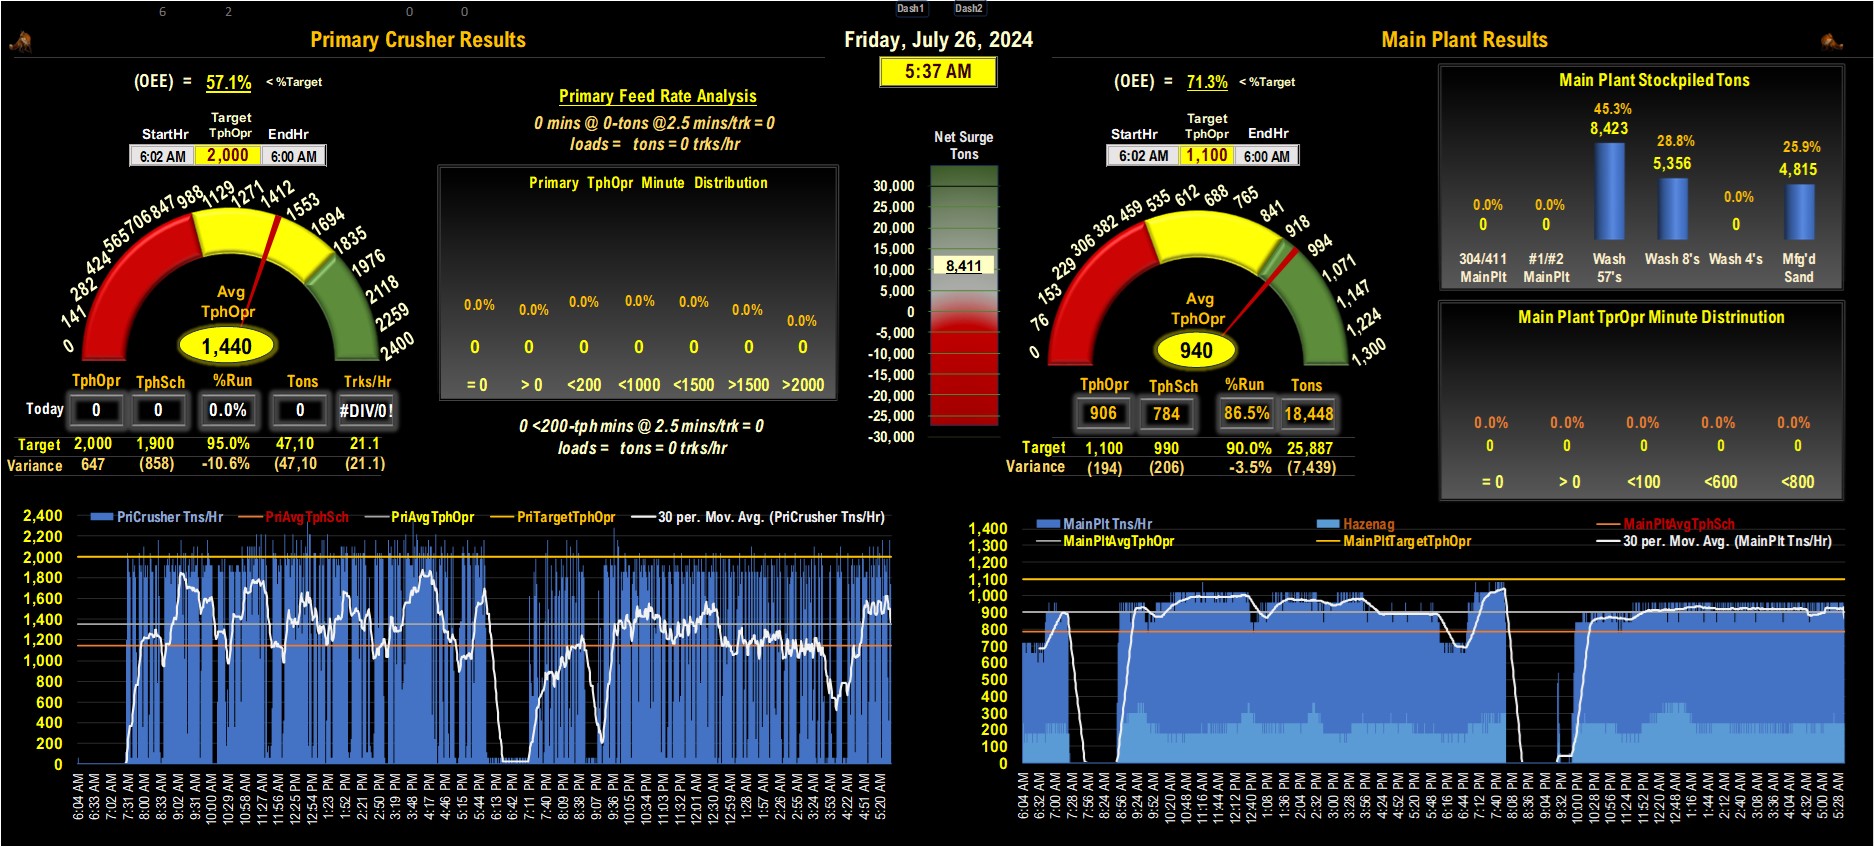 6 2 0 0 Dash1 Dash2
Primary Crusher Results
Friday, July 26, 2024
Main Plant Results
5:37 AM
(OEE) = 57.1% < %Target
Target
StartHr TphOpr EndHr
6:02 AM 2,000 6:00 AM
0 141 282 424 565 706 847 988 1129 1271 1412 1553 1694 1835 1976 2118 2259 2400
Avg
TphOpr
1,440
TphOpr TphSch %Run Tons Trks/Hr
Today 0 0 0.0% 0 #DIV/0!
Target 2,000 1,900 95.0% 47,10 21.1
Variance 647 (858) -10.6% (47,10 (21.1)
Primary Feed Rate Analysis
0 mins @ 0-tons @2.5 mins/trk = 0
loads = tons = 0 trks/hr
Primary TphOpr Minute Distribution
0.0% 0.0% 0.0% 0.0% 0.0% 0.0% 0.0%
0 0 0 0 0 0 0
= 0 > 0 <200 <1000 <1500 >1500 >2000
0 <200-tph mins @ 2.5 mins/trk = 0
loads = tons = 0 trks/hr
Net Surge
Tons
30,000
25,000
20,000
15,000
10,000
8,411
5,000
0
-5,000
-10,000
-15,000
-20,000
-25,000
-30,000
(OEE) = 71.3% < %Target
Target
StartHr TphOpr EndHr
6:02 AM 1,100 6:00 AM
0 76 153 229 306 382 459 535 612 688 765 841 918 994 1,071 1,147 1,224 1,300
Avg
TphOpr
940
TphOpr TphSch %Run Tons
906 784 86.5% 18,448
Target 1,100 990 90.0% 25,887
Variance (194) (206) -3.5% (7,439)
Main Plant Stockpiled Tons
0.0% 0.0% 45.3% 28.8% 0.0% 25.9%
0 0 8,423 5,356 0 4,815
304/411 #1/#2 Wash Wash 8's Wash 4's Mfg'd
MainPlt MainPlt 57's Sand
Main Plant TprOpr Minute Distrinution
0.0% 0.0% 0.0% 0.0% 0.0%
0 0 0 0 0
= 0 > 0 <100 <600 <800
PriCrusher Tns/Hr PriAvgTphSch PriAvgTphOpr PriTargetTphOpr 30 per. Mov. Avg. (PriCrusher Tns/Hr)
2,400
2,200
2,000
1,800
1,600
1,400
1,200
1,000
800
600
400
200
0
6:04 AM 6:33 AM 7:02 AM 7:31 AM 8:00 AM 8:33 AM 9:02 AM 9:31 AM 10:00 AM 10:29 AM 10:58 AM 11:27 AM 11:56 AM 12:25 PM 12:54 PM 1:23 PM 1:52 PM 2:21 PM 2:50 PM 3:19 PM 3:48 PM 4:17 PM 4:46 PM 5:15 PM 5:44 PM 6:13 PM 6:42 PM 7:11 PM 7:40 PM 8:09 PM 8:38 PM 9:07 PM 9:36 PM 10:05 PM 10:34 PM 11:03 PM 11:32 PM 12:01 AM 12:30 AM 12:59 AM 1:28 AM 1:57 AM 2:26 AM 2:55 AM 3:24 AM 3:53 AM 4:22 AM 4:51 AM 5:20 AM
MainPlt Tns/Hr Hazenag MainPltAvgTphSch
MainPltAvgTphOpr MainPltTargetTphOpr 30 per. Mov. Avg. (MainPlt Tns/Hr)
1,400
1,300
1,200
1,100
1,000
900
800
700
600
500
400
300
200
100
0
6:04 AM 6:32 AM 7:00 AM 7:28 AM 8:24 AM 8:56 AM 9:24 AM 9:52 AM 10:20 AM 10:48 AM 11:16 AM 11:44 AM 12:12 PM 12:40 PM 1:08 PM 1:36 PM 2:04 PM 2:32 PM 3:00 PM 3:28 PM 3:56 PM 4:24 PM 4:52 PM 5:20 PM 5:48 PM 6:16 PM 6:44 PM 7:12 PM 7:40 PM 8:08 PM 8:36 PM 9:04 PM 9:32 PM 10:00 PM 10:28 PM 10:56 PM 11:24 PM 11:52 PM 12:20 AM 12:48 AM 1:16 AM 1:44 AM 2:12 AM 2:40 AM 3:08 AM 3:36 AM 4:04 AM 4:32 AM 5:00 AM 5:28 AM